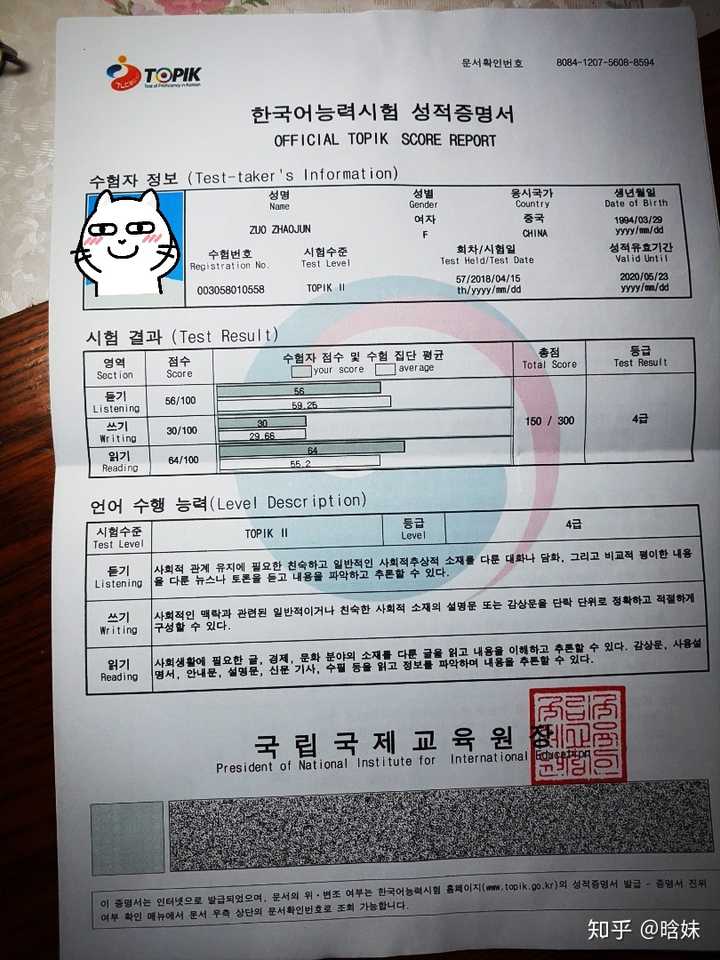 TOPIK
Test of Proficiency in Korean
문서확인번호 8084-1207-5608-8594
한국어능력시험 성적증명서
OFFICIAL TOPIK SCORE REPORT
수험자 정보 (Test-taker's Information)
성명 성별 응시국가 생년월일
Name Gender Country Date of Birth
ZUO ZHAOJUN 여자 중국 1994/03/29
F CHINA yyyy/mm/dd
수험번호 시험수준 회차/시험일 성적유효기간
Registration No. Test Level Test Held/Test Date Valid Until
003058010558 TOPIK II 57/2018/04/15 2020/05/23
th/yyyy/mm/dd yyyy/mm/dd
시험 결과 (Test Result)
영역 점수 수험자 점수 및 수험 집단 평균 총점 등급
Section Score your score average Total Score Test Result
듣기 56/100 56
Listening 59.25
쓰기 30/100 30 150 / 300 4급
Writing 29.66
읽기 64/100 64
Reading 55.2
언어 수행 능력(Level Description)
시험수준 TOPIK II 등급 4급
Test Level Level
듣기 사회적 관계 유지에 필요한 친숙하고 일반적인 사회적추상적 소재를 다룬 대화나 담화, 그리고 비교적 평이한 내용
Listening 을 다룬 뉴스나 토론을 듣고 내용을 파악하고 추론할 수 있다.
쓰기 사회적인 맥락과 관련된 일반적이거나 친숙한 사회적 소재의 설명문 또는 감상문을 단락 단위로 정확하고 적절하게
Writing 구성할 수 있다.
읽기 사회생활에 필요한 글, 경제, 문화 분야의 소재를 다룬 글을 읽고 내용을 이해하고 추론할 수 있다. 감상문, 사용설
Reading 명서, 안내문, 설명문, 신문 기사, 수필 등을 읽고 정보를 파악하며 내용을 추론할 수 있다.
국립국제교육원장
President of National Institute for International Education
이 증명서는 인터넷으로 발급되었으며, 문서의 위·변조 여부는 한국어능력시험 홈페이지(www.topik.go.kr)의 성적증명서 발급 - 증명서 진위
여부 확인 메뉴에서 문서 우측 상단의 문서확인번호로 조회 가능합니다.
知乎 @晗妹